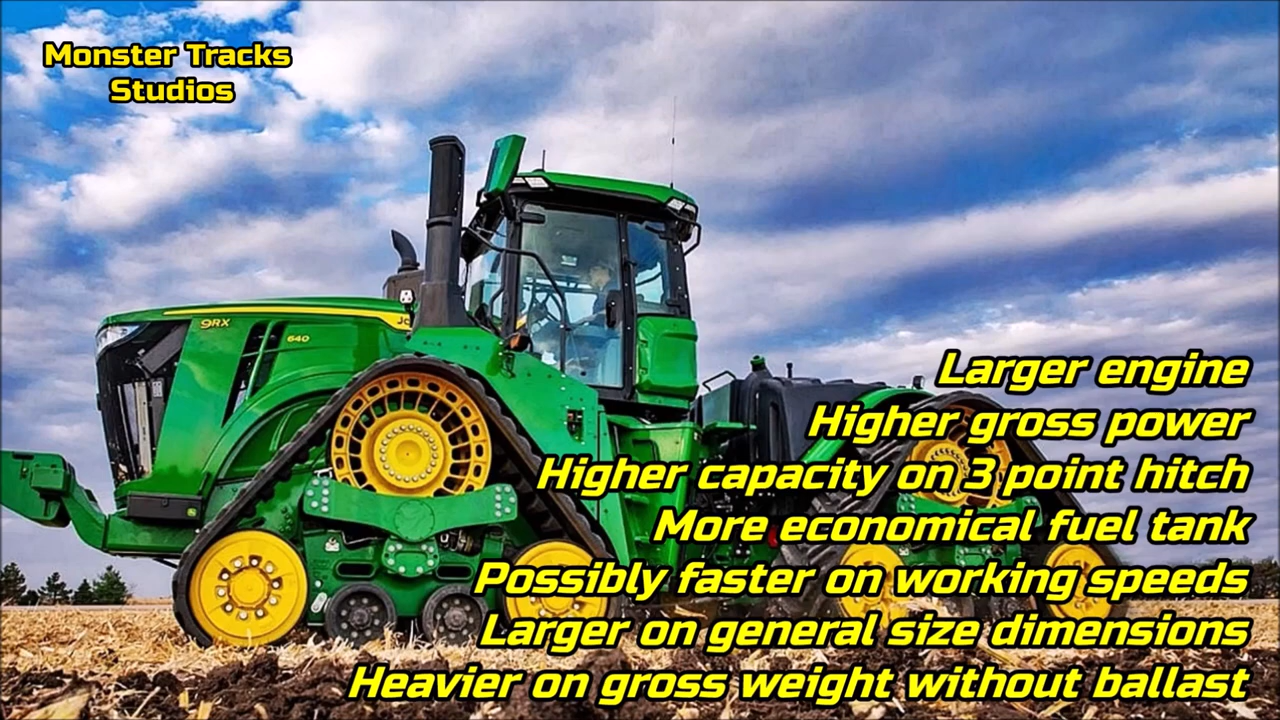 Monster Tracks
Studios
9RX
640
Larger engine
Higher gross power
Higher capacity on 3 point hitch
More economical fuel tank
Possibly faster on working speeds
Larger on general size dimensions
Heavier on gross weight without ballast